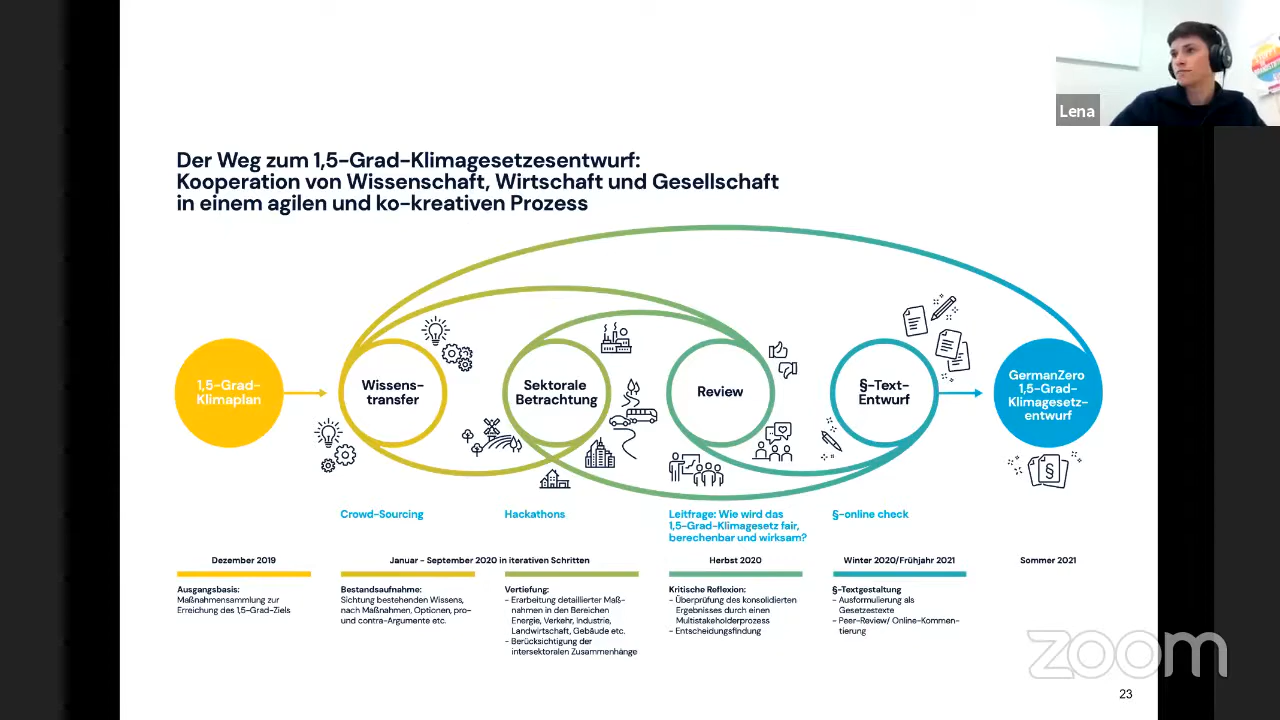 Lena
Der Weg zum 1,5-Grad-Klimagesetzesentwurf:
Kooperation von Wissenschaft, Wirtschaft und Gesellschaft
in einem agilen und ko-kreativen Prozess
1,5-Grad-
Klimaplan
Wissens-
transfer
Sektorale
Betrachtung
Review
§-Text-
Entwurf
GermanZero
1,5-Grad-
Klimagesetz-
entwurf
§
Crowd-Sourcing
Hackathons
Leitfrage: Wie wird das
1,5-Grad-Klimagesetz fair,
berechenbar und wirksam?
§-online check
Dezember 2019
Januar - September 2020 in iterativen Schritten
Herbst 2020
Winter 2020/Frühjahr 2021
Sommer 2021
Ausgangsbasis:
Maßnahmensammlung zur
Erreichung des 1,5-Grad-Ziels
Bestandsaufnahme:
Sichtung bestehenden Wissens,
nach Maßnahmen, Optionen, pro-
und contra-Argumente etc.
Vertiefung:
- Erarbeitung detaillierter Maß-
nahmen in den Bereichen
Energie, Verkehr, Industrie,
Landwirtschaft, Gebäude etc.
- Berücksichtigung der
intersektoralen Zusammenhänge
Kritische Reflexion:
- Überprüfung des konsolidierten
Ergebnisses durch einen
Multistakeholderprozess
- Entscheidungsfindung
§-Textgestaltung
- Ausformulierung als
Gesetzestexte
- Peer-Review/ Online-Kommen-
tierung
zoom
23